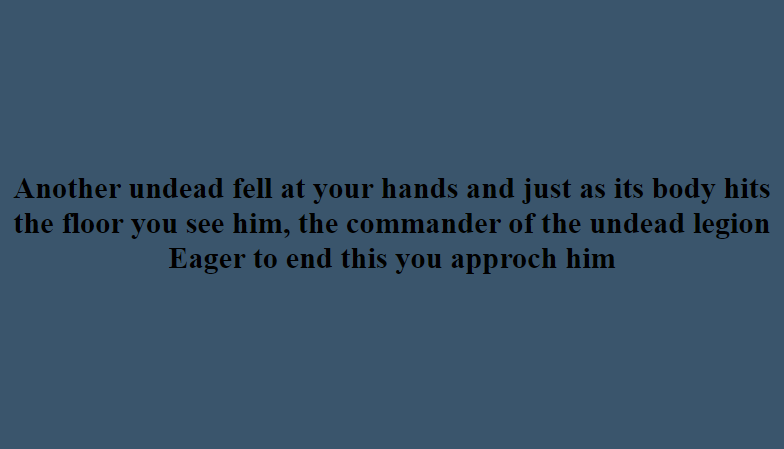 Another undead fell at your hands and just as its body hits
the floor you see him, the commander of the undead legion
Eager to end this you approch him